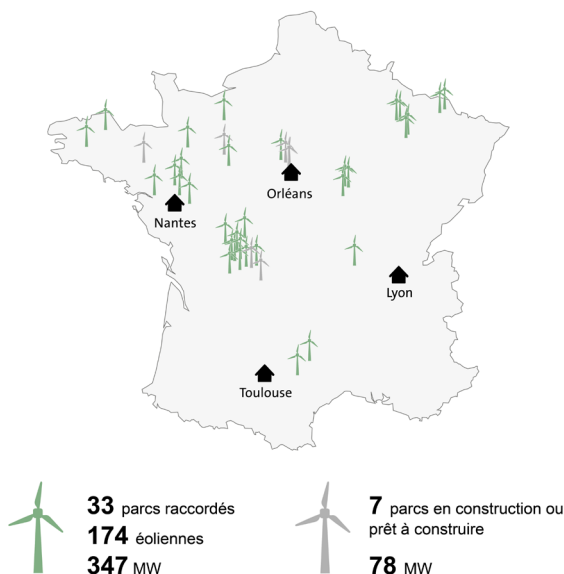 Orléans
Nantes
Lyon
Toulouse
33 parcs raccordés
174 éoliennes
347 MW
7 parcs en construction ou
prêt à construire
78 MW